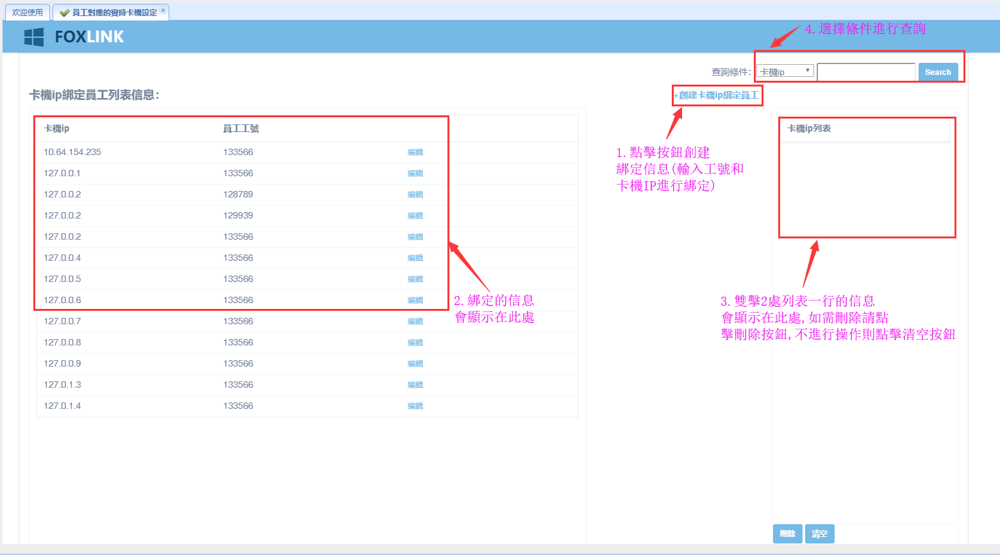 欢迎使用
員工對應的實時卡機設定
FOXLINK
4.選擇條件進行查詢
查詢條件：
卡機ip
Search
卡機ip綁定員工列表信息：
+創建卡機ip綁定員工
卡機ip 員工工號
10.64.154.235 133566 編輯
127.0.0.1 133566 編輯
127.0.0.2 128789 編輯
127.0.0.2 129939 編輯
127.0.0.2 133566 編輯
127.0.0.4 133566 編輯
127.0.0.5 133566 編輯
127.0.0.6 133566 編輯
127.0.0.7 133566 編輯
127.0.0.8 133566 編輯
127.0.0.9 133566 編輯
127.0.1.3 133566 編輯
127.0.1.4 133566 編輯
1.點擊按鈕創建
綁定信息(輸入工號和
卡機IP進行綁定)
2.綁定的信息
會顯示在此處
卡機ip列表
3.雙擊2處列表一行的信息
會顯示在此處,如需刪除請點
擊刪除按鈕,不進行操作則點擊清空按鈕
刪除
清空